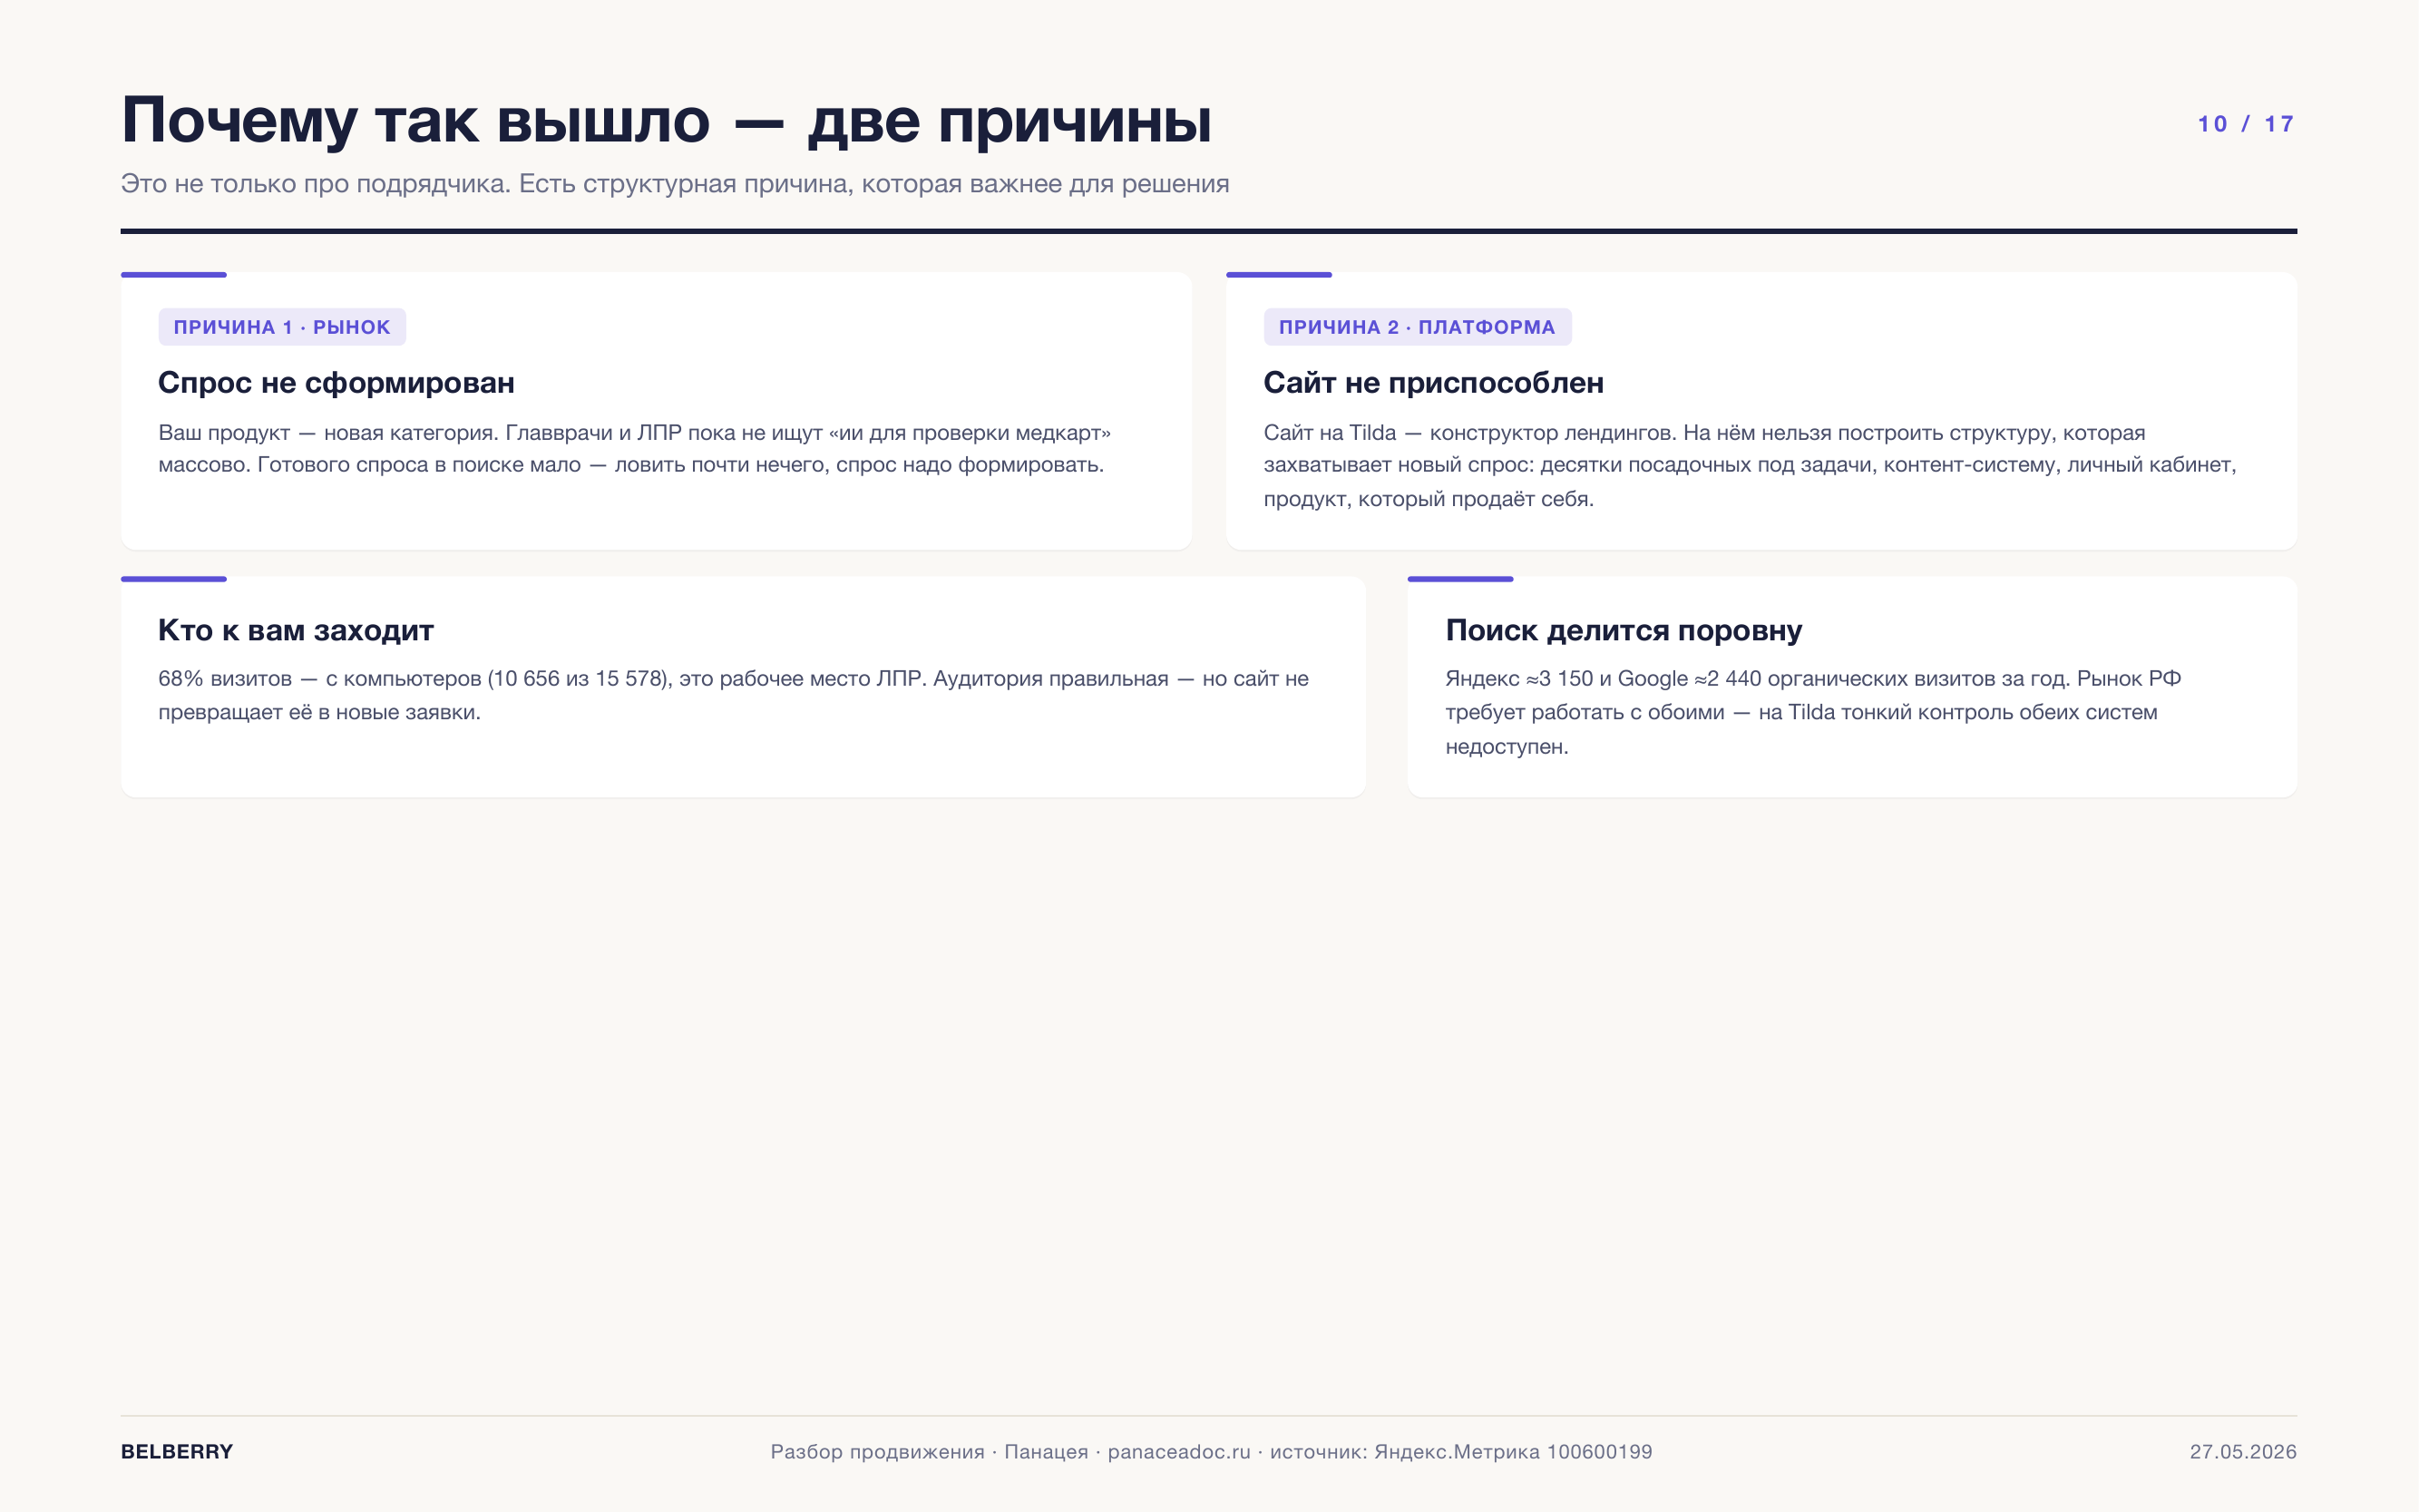 Почему так вышло — две причины
10 / 17
Это не только про подрядчика. Есть структурная причина, которая важнее для решения
ПРИЧИНА 1 · РЫНОК
Спрос не сформирован
Ваш продукт — новая категория. Главврачи и ЛПР пока не ищут «ии для проверки медкарт»
массово. Готового спроса в поиске мало — ловить почти нечего, спрос надо формировать.
ПРИЧИНА 2 · ПЛАТФОРМА
Сайт не приспособлен
Сайт на Tilda — конструктор лендингов. На нём нельзя построить структуру, которая
захватывает новый спрос: десятки посадочных под задачи, контент-систему, личный кабинет,
продукт, который продаёт себя.
Кто к вам заходит
68% визитов — с компьютеров (10 656 из 15 578), это рабочее место ЛПР. Аудитория правильная — но сайт не
превращает её в новые заявки.
Поиск делится поровну
Яндекс ≈3 150 и Google ≈2 440 органических визитов за год. Рынок РФ
требует работать с обоими — на Tilda тонкий контроль обеих систем
недоступен.
BELBERRY
Разбор продвижения · Панацея · panaceadoc.ru · источник: Яндекс.Метрика 100600199
27.05.2026